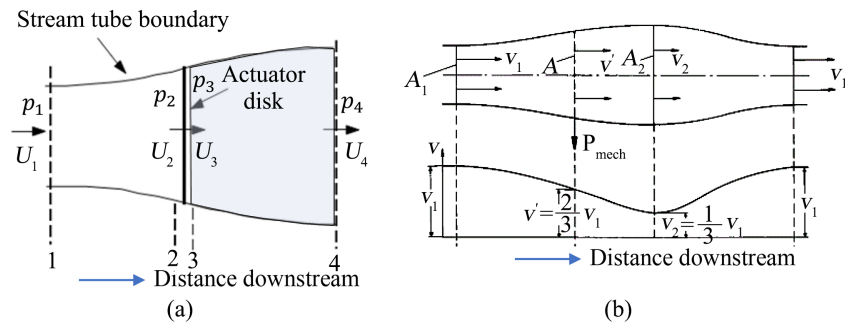 Stream tube boundary
p₁
p₂
p₃
Actuator
disk
p₄
U₁
U₂
U₃
U₄
1
2
3
4
Distance downstream
(a)
A₁
v₁
A
v′
A₂
v₂
v₁
P_mech
v
v₁
v′=2/3 v₁
v₂=1/3 v₁
v₁
Distance downstream
(b)